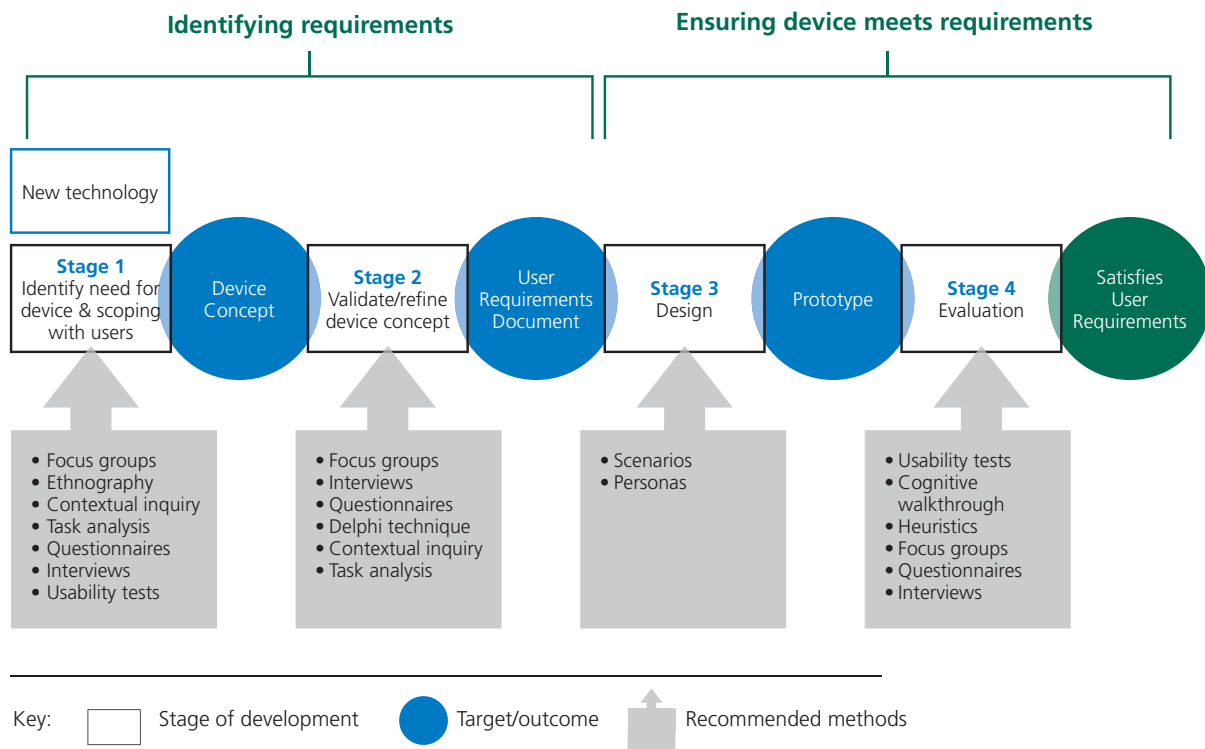 Identifying requirements
Ensuring device meets requirements
New technology
Stage 1
Identify need for
device & scoping
with users
Device
Concept
Stage 2
Validate/refine
device concept
User
Requirements
Document
Stage 3
Design
Prototype
Stage 4
Evaluation
Satisfies
User
Requirements
• Focus groups
• Ethnography
• Contextual inquiry
• Task analysis
• Questionnaires
• Interviews
• Usability tests
• Focus groups
• Interviews
• Questionnaires
• Delphi technique
• Contextual inquiry
• Task analysis
• Scenarios
• Personas
• Usability tests
• Cognitive
walkthrough
• Heuristics
• Focus groups
• Questionnaires
• Interviews
Key:
Stage of development
Target/outcome
Recommended methods